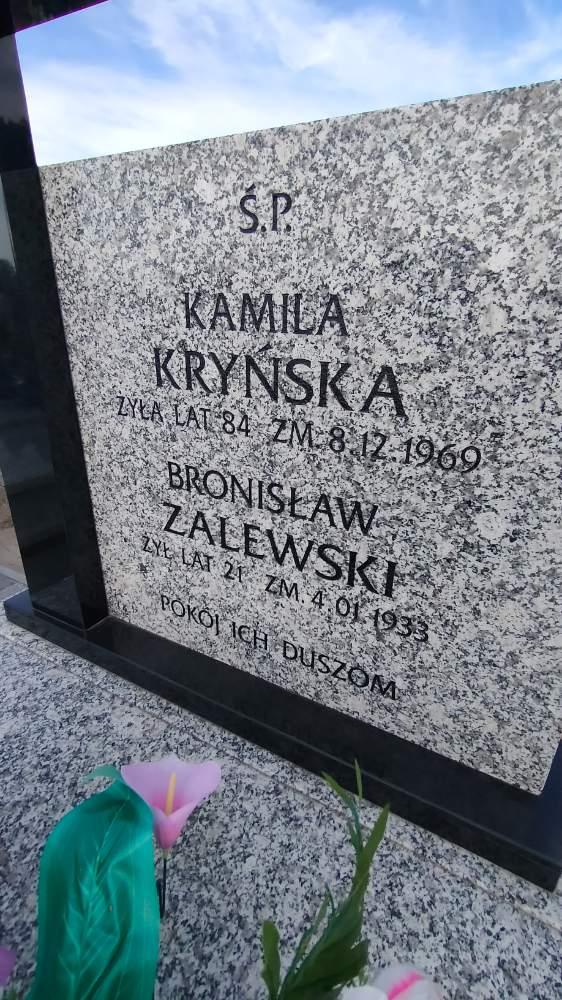 Ś.P.
KAMILA
KRYŃSKA
ŻYŁA LAT 84 ZM. 8.12.1969
BRONISŁAW
ZALEWSKI
ŻYŁ LAT 21 ZM. 4 01 1933
POKÓJ ICH DUSZOM